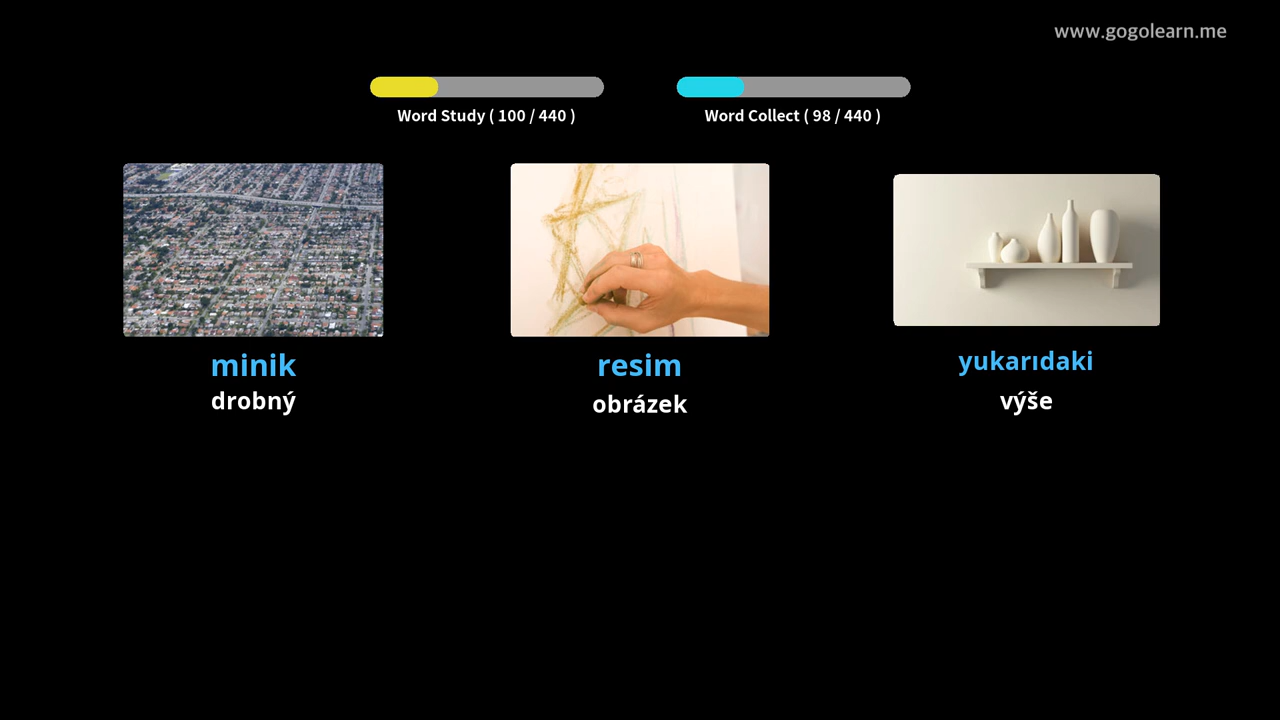 www.gogolearn.me
Word Study ( 100 / 440 )
Word Collect ( 98 / 440 )
minik
drobný
resim
obrázek
yukarıdaki
výše